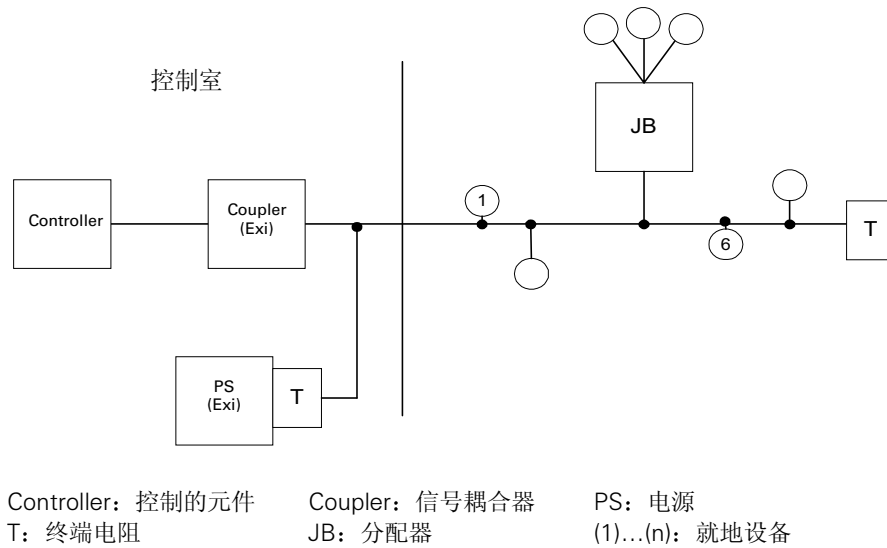 控制室
JB
1
Controller
Coupler
(Exi)
T
6
PS
(Exi)
T
Controller：控制的元件 Coupler：信号耦合器 PS：电源
T：终端电阻 JB：分配器 (1)...(n)：就地设备